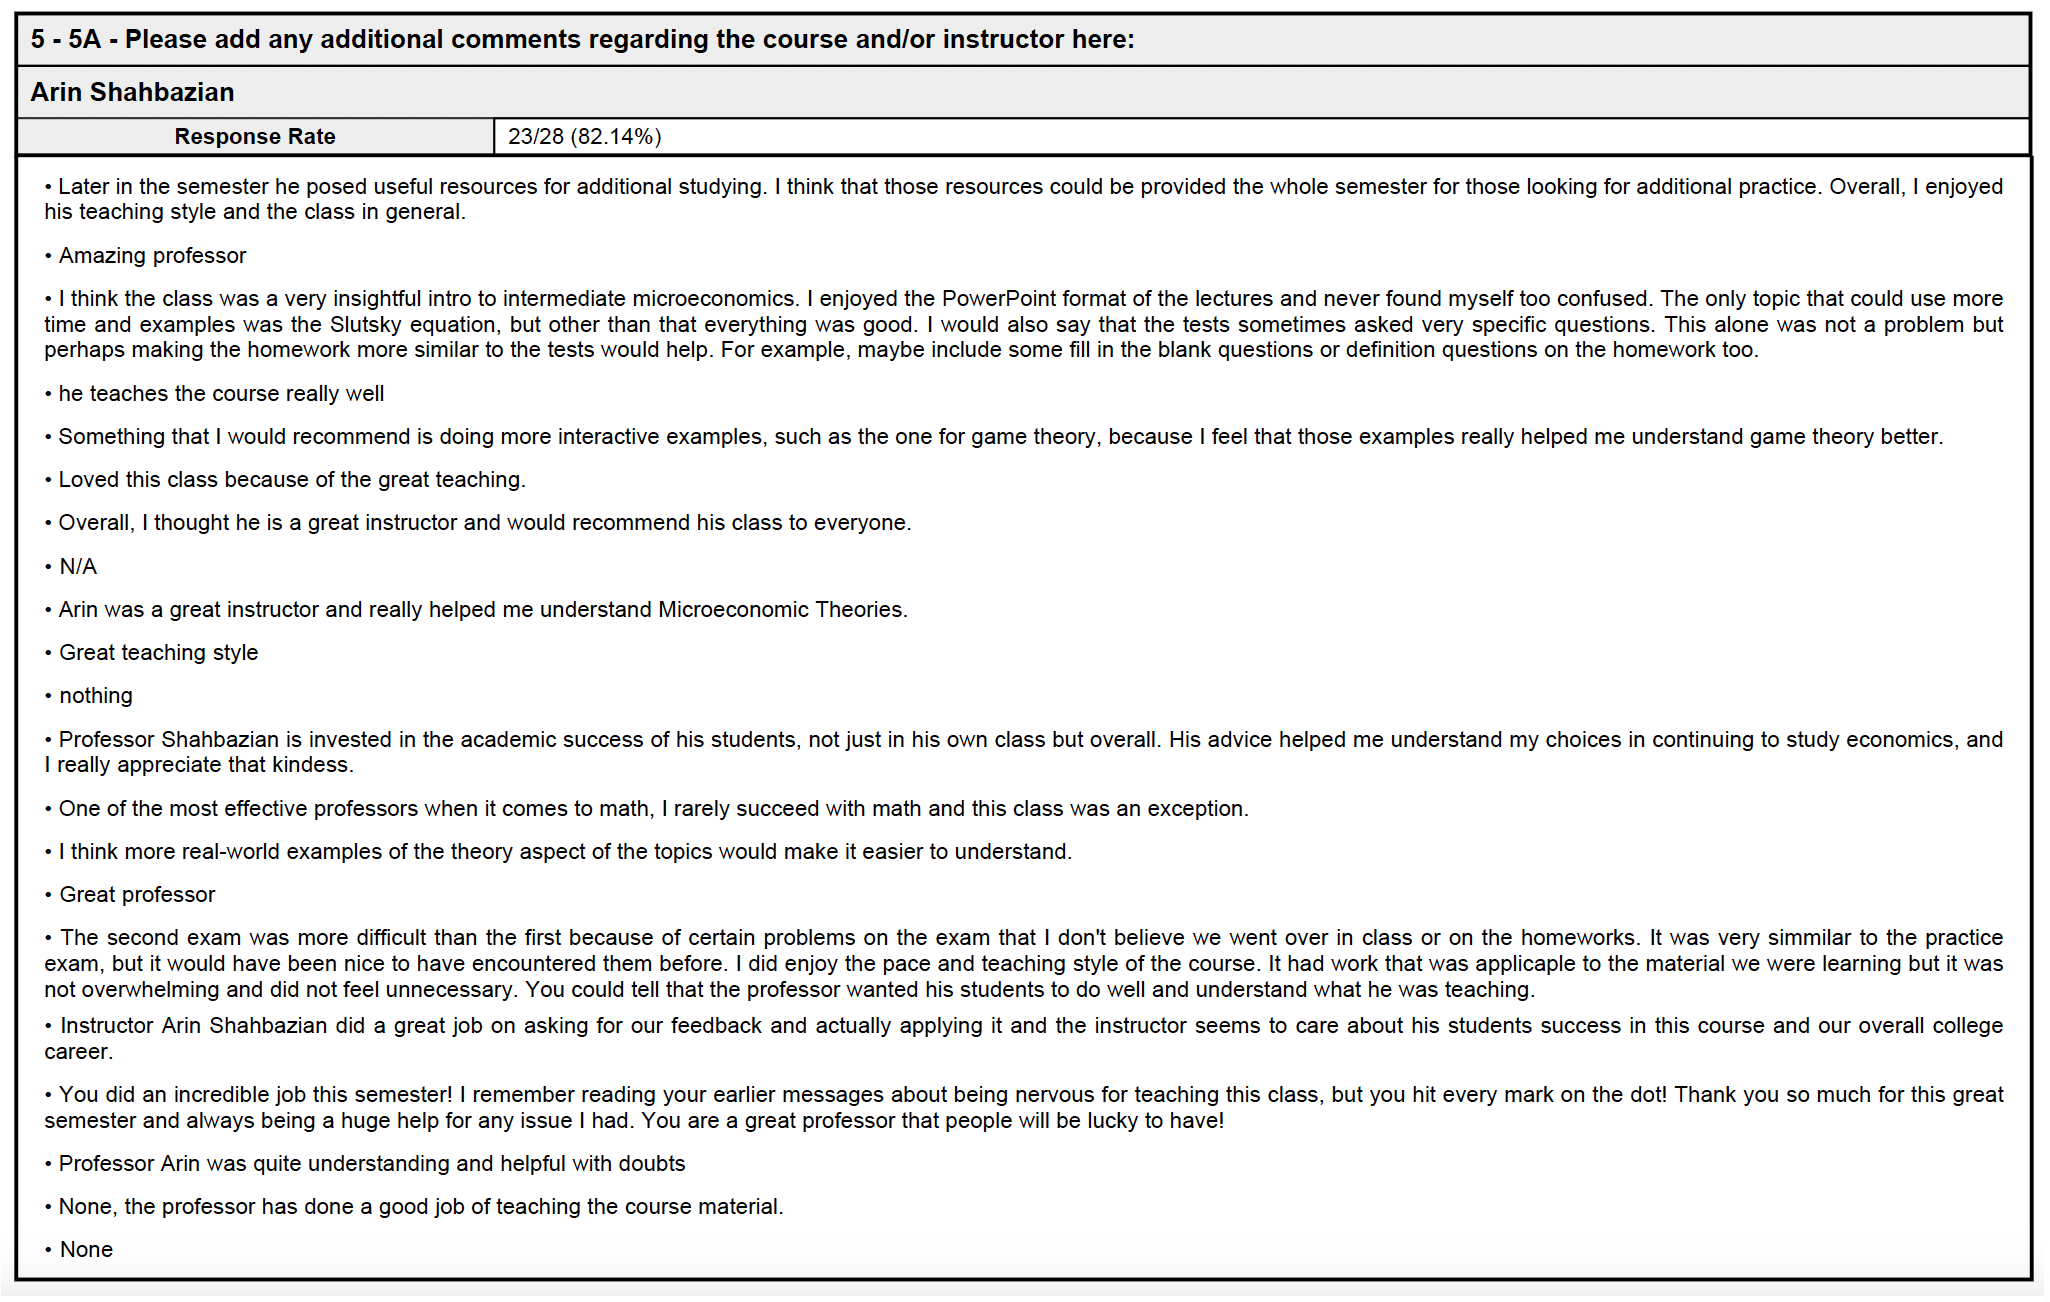 5 - 5A - Please add any additional comments regarding the course and/or instructor here:
Arin Shahbazian
Response Rate 23/28 (82.14%)
• Later in the semester he posed useful resources for additional studying. I think that those resources could be provided the whole semester for those looking for additional practice. Overall, I enjoyed
his teaching style and the class in general.
• Amazing professor
• I think the class was a very insightful intro to intermediate microeconomics. I enjoyed the PowerPoint format of the lectures and never found myself too confused. The only topic that could use more
time and examples was the Slutsky equation, but other than that everything was good. I would also say that the tests sometimes asked very specific questions. This alone was not a problem but
perhaps making the homework more similar to the tests would help. For example, maybe include some fill in the blank questions or definition questions on the homework too.
• he teaches the course really well
• Something that I would recommend is doing more interactive examples, such as the one for game theory, because I feel that those examples really helped me understand game theory better.
• Loved this class because of the great teaching.
• Overall, I thought he is a great instructor and would recommend his class to everyone.
• N/A
• Arin was a great instructor and really helped me understand Microeconomic Theories.
• Great teaching style
• nothing
• Professor Shahbazian is invested in the academic success of his students, not just in his own class but overall. His advice helped me understand my choices in continuing to study economics, and
I really appreciate that kindess.
• One of the most effective professors when it comes to math, I rarely succeed with math and this class was an exception.
• I think more real-world examples of the theory aspect of the topics would make it easier to understand.
• Great professor
• The second exam was more difficult than the first because of certain problems on the exam that I don't believe we went over in class or on the homeworks. It was very simmilar to the practice
exam, but it would have been nice to have encountered them before. I did enjoy the pace and teaching style of the course. It had work that was applicaple to the material we were learning but it was
not overwhelming and did not feel unnecessary. You could tell that the professor wanted his students to do well and understand what he was teaching.
• Instructor Arin Shahbazian did a great job on asking for our feedback and actually applying it and the instructor seems to care about his students success in this course and our overall college
career.
• You did an incredible job this semester! I remember reading your earlier messages about being nervous for teaching this class, but you hit every mark on the dot! Thank you so much for this great
semester and always being a huge help for any issue I had. You are a great professor that people will be lucky to have!
• Professor Arin was quite understanding and helpful with doubts
• None, the professor has done a good job of teaching the course material.
• None